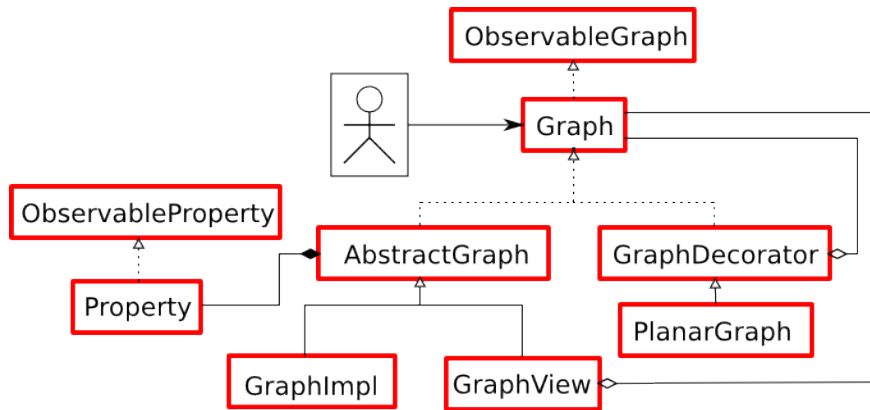 ObservableGraph
Graph
ObservableProperty
AbstractGraph
GraphDecorator
Property
PlanarGraph
GraphImpl
GraphView